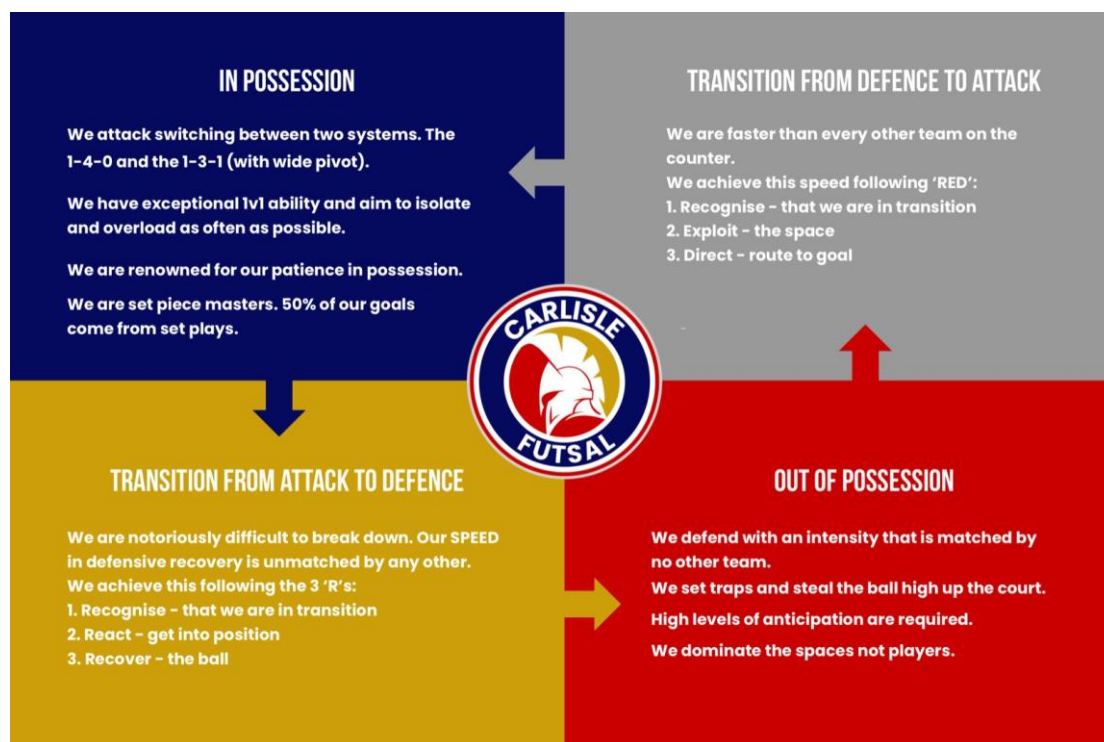 IN POSSESSION
We attack switching between two systems. The
1-4-0 and the 1-3-1 (with wide pivot).
We have exceptional 1v1 ability and aim to isolate
and overload as often as possible.
We are renowned for our patience in possession.
We are set piece masters. 50% of our goals
come from set plays.
TRANSITION FROM DEFENCE TO ATTACK
We are faster than every other team on the
counter.
We achieve this speed following ‘RED’:
1. Recognise - that we are in transition
2. Exploit - the space
3. Direct - route to goal
-
CARLISLE
FUTSAL
TRANSITION FROM ATTACK TO DEFENCE
We are notoriously difficult to break down. Our SPEED
in defensive recovery is unmatched by any other.
We achieve this following the 3 ‘R’s:
1. Recognise - that we are in transition
2. React - get into position
3. Recover - the ball
OUT OF POSSESSION
We defend with an intensity that is matched by
no other team.
We set traps and steal the ball high up the court.
High levels of anticipation are required.
We dominate the spaces not players.